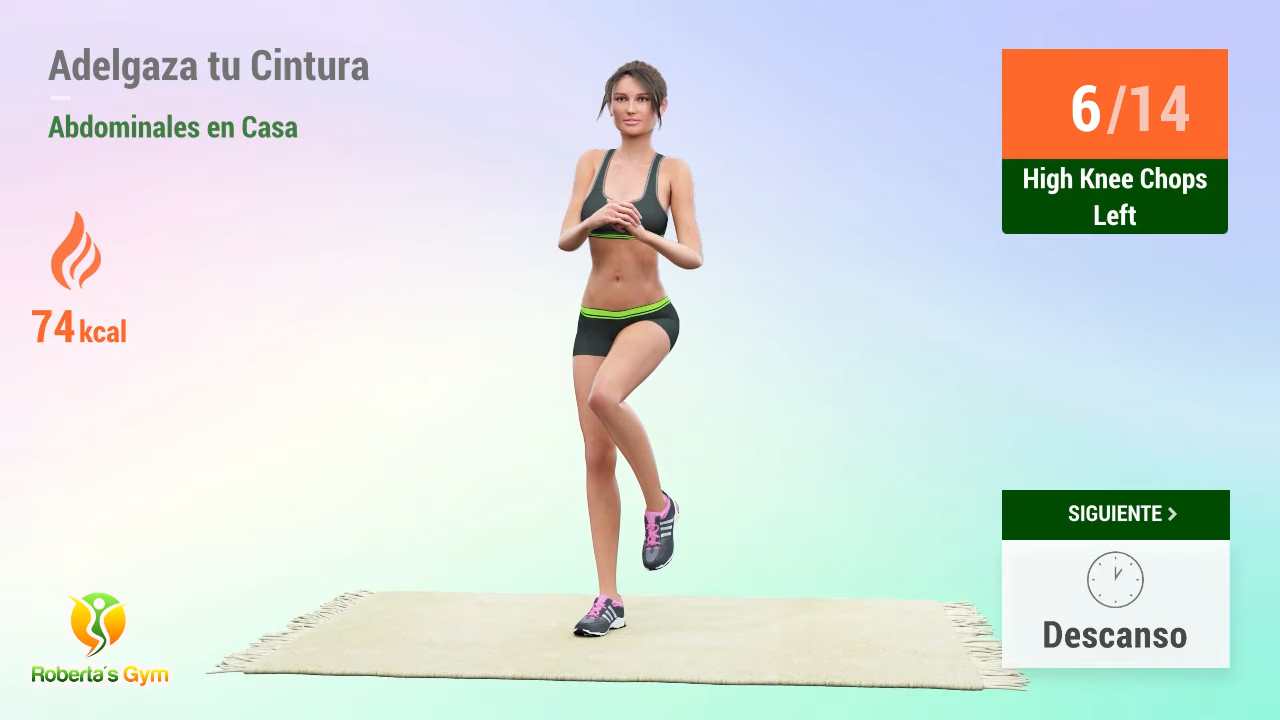 Adelgaza tu Cintura
Abdominales en Casa
6/14
High Knee Chops
Left
74 kcal
SIGUIENTE >
Descanso
Roberta´s Gym